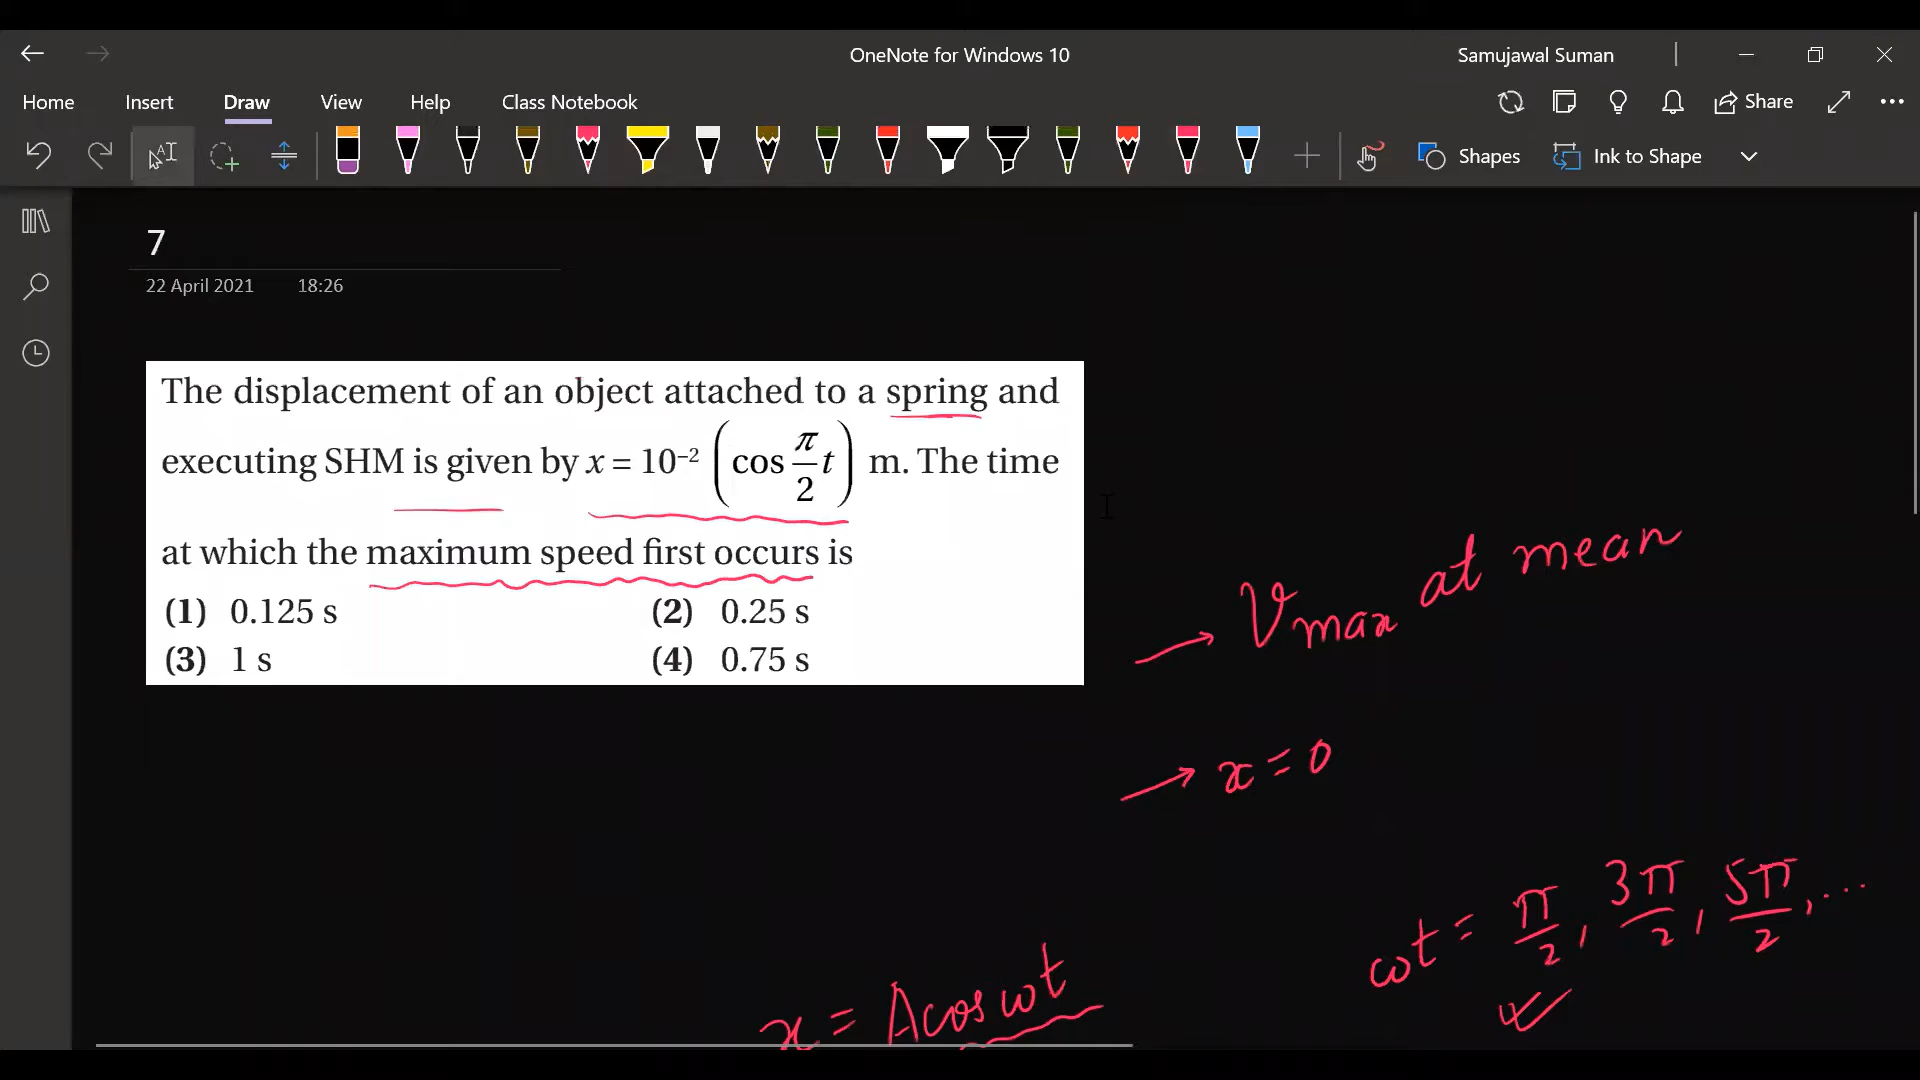 OneNote for Windows 10
Samujawal Suman
Home Insert Draw View Help Class Notebook
Share
Shapes Ink to Shape
7
22 April 2021 18:26
The displacement of an object attached to a spring and
executing SHM is given by x = 10⁻² (cos π/2 t) m. The time
at which the maximum speed first occurs is
(1) 0.125 s (2) 0.25 s
(3) 1 s (4) 0.75 s
→ Vmax at mean
→ x = 0
ωt = π/2, 3π/2, 5π/2, ...
x = A cos ωt